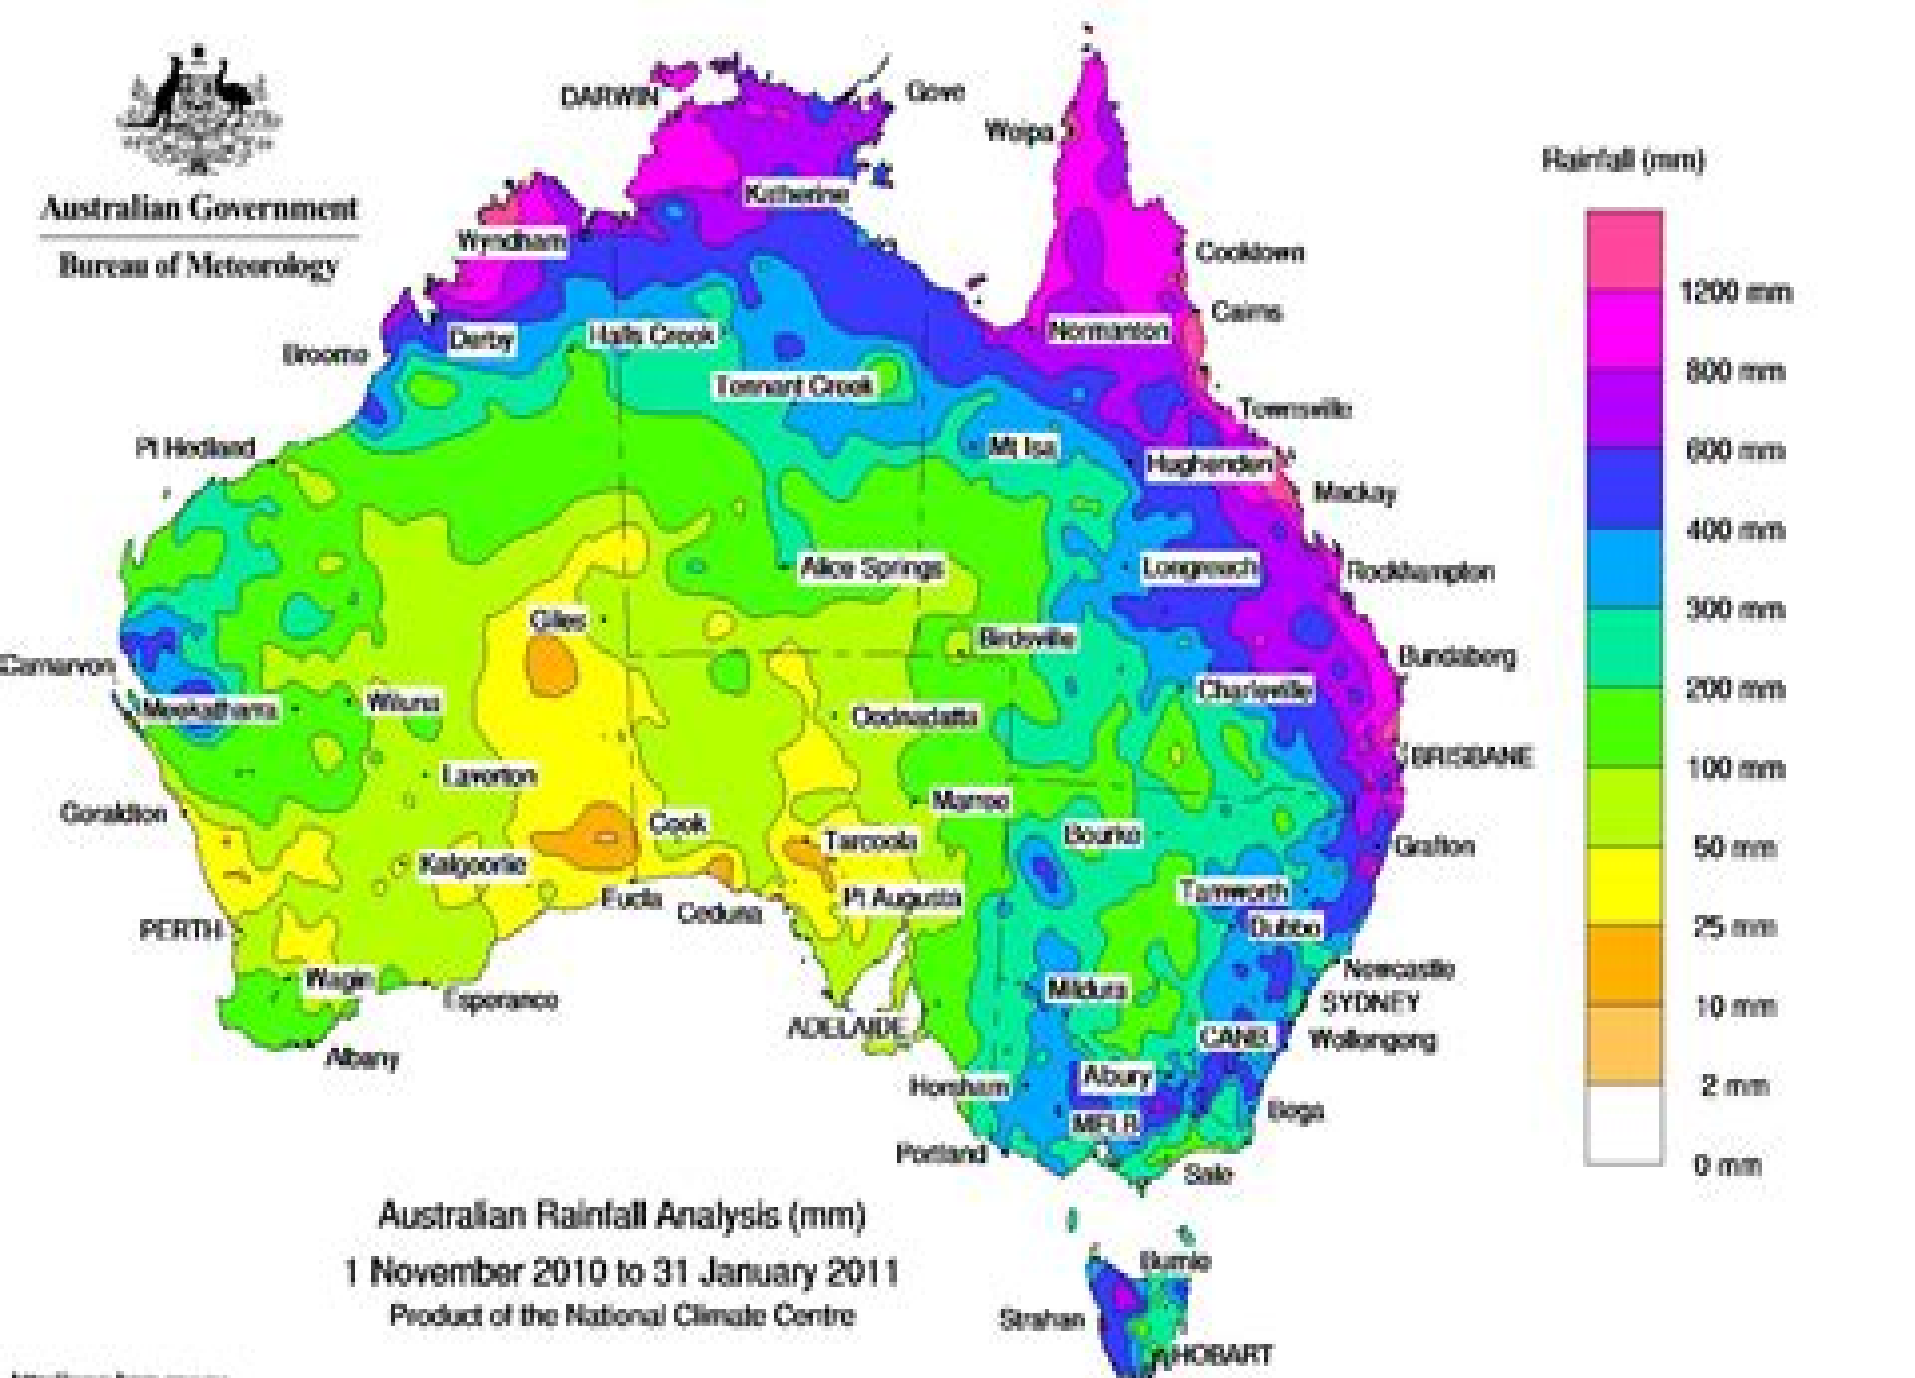 Australian Government
Bureau of Meteorology
DARWIN
Gove
Weipa
Katherine
Wyndham
Cooktown
Cairns
Derby
Halls Creek
Normanton
Broome
Tennant Creek
Townsville
Pt Hedland
Mt Isa
Hughenden
Mackay
Alice Springs
Longreach
Rockhampton
Giles
Birdsville
Carnarvon
Bundaberg
Meekatharra
Wiluna
Charleville
Oodnadatta
BRISBANE
Laverton
Marree
Geraldton
Cook
Bourke
Tarcoola
Grafton
Kalgoorlie
Tamworth
Eucla
Pt Augusta
Ceduna
PERTH
Dubbo
Wagin
Newcastle
Mildura
Esperance
SYDNEY
ADELAIDE
CANB.
Wollongong
Albany
Horsham
Albury
Bega
MELB.
Portland
Sale
Burnie
Strahan
HOBART
Rainfall (mm)
1200 mm
800 mm
600 mm
400 mm
300 mm
200 mm
100 mm
50 mm
25 mm
10 mm
2 mm
0 mm
Australian Rainfall Analysis (mm)
1 November 2010 to 31 January 2011
Product of the National Climate Centre